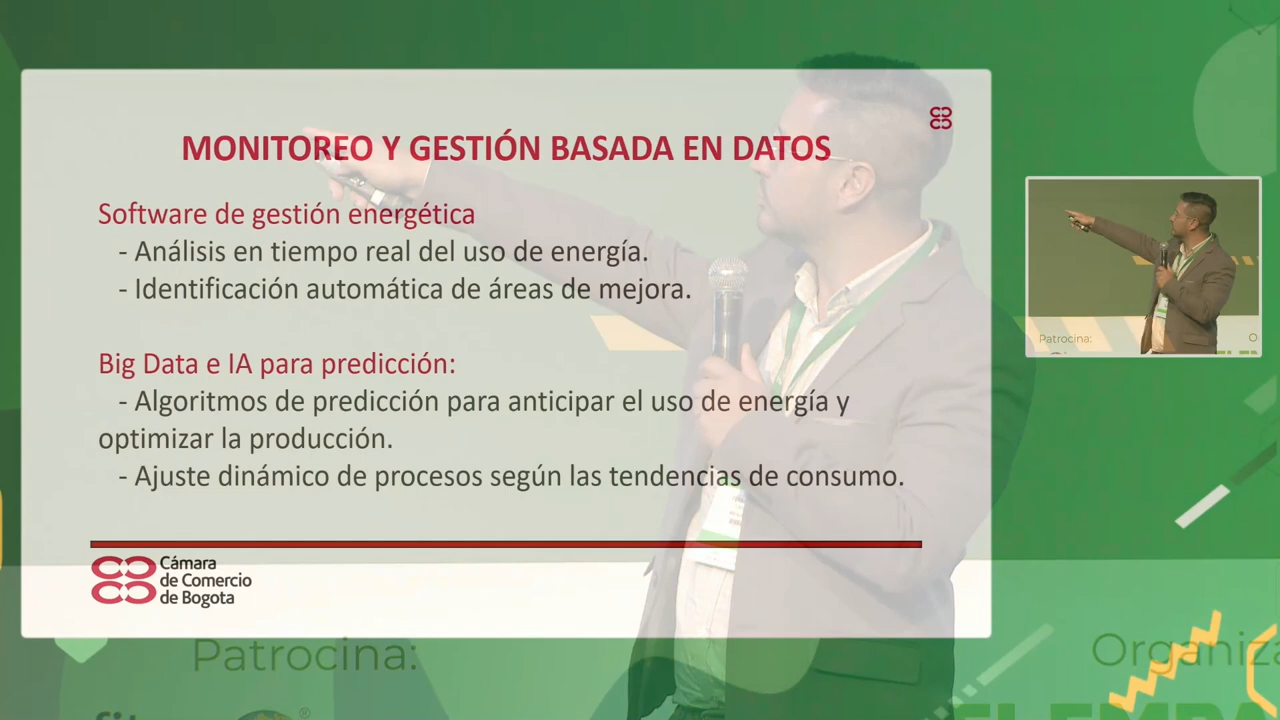 MONITOREO Y GESTIÓN BASADA EN DATOS
Software de gestión energética
- Análisis en tiempo real del uso de energía.
- Identificación automática de áreas de mejora.
Big Data e IA para predicción:
- Algoritmos de predicción para anticipar el uso de energía y
optimizar la producción.
- Ajuste dinámico de procesos según las tendencias de consumo.
Cámara
de Comercio
de Bogota
Patrocina:
Patrocina: